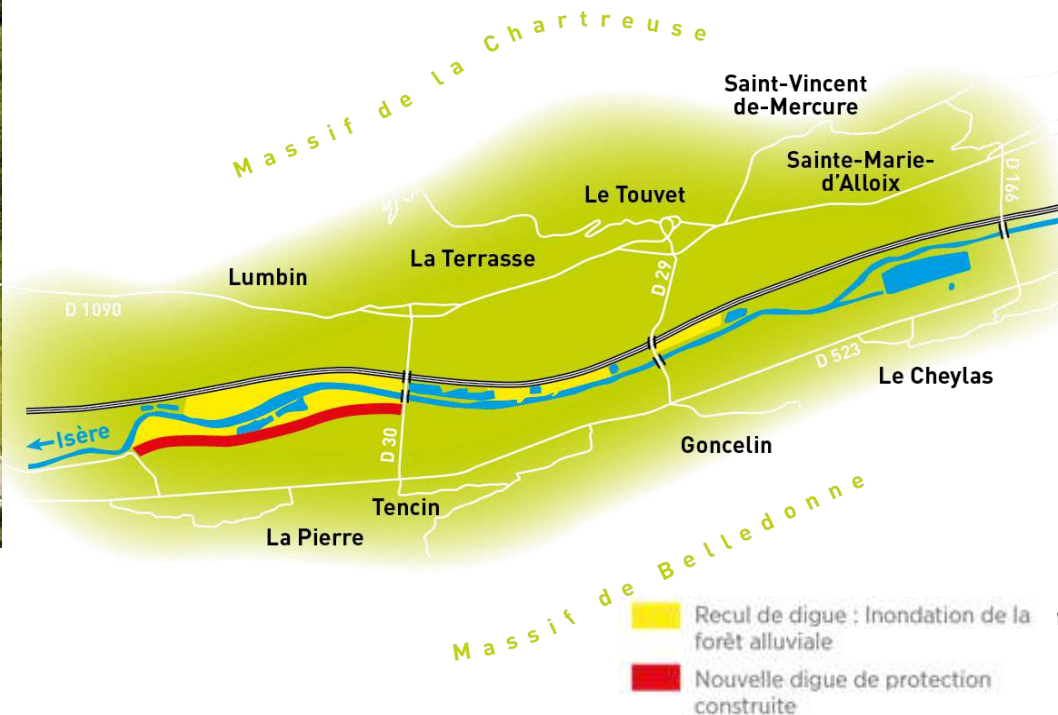 Massif de la Chartreuse
Saint-Vincent
de-Mercure
Sainte-Marie-
d'Alloix
D 166
Le Touvet
La Terrasse
D 29
Lumbin
D 1090
D 523
Le Cheylas
Isère
D 30
Goncelin
Tencin
La Pierre
Massif de Belledonne
Recul de digue : Inondation de la
forêt alluviale
Nouvelle digue de protection
construite